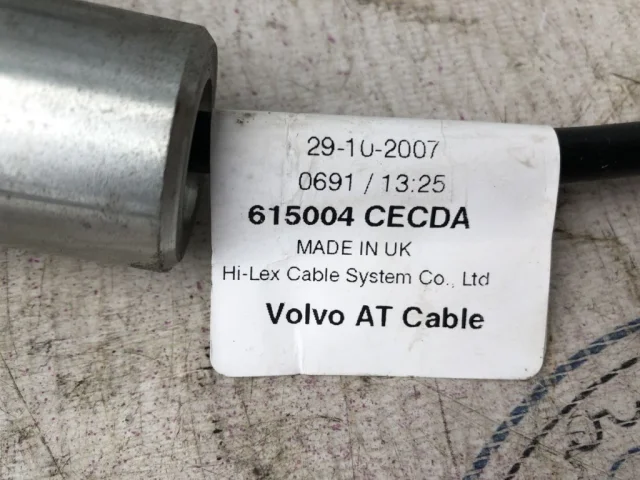 29-10-2007
0691 / 13:25
615004 CECDA
MADE IN UK
Hi-Lex Cable System Co., Ltd
Volvo AT Cable